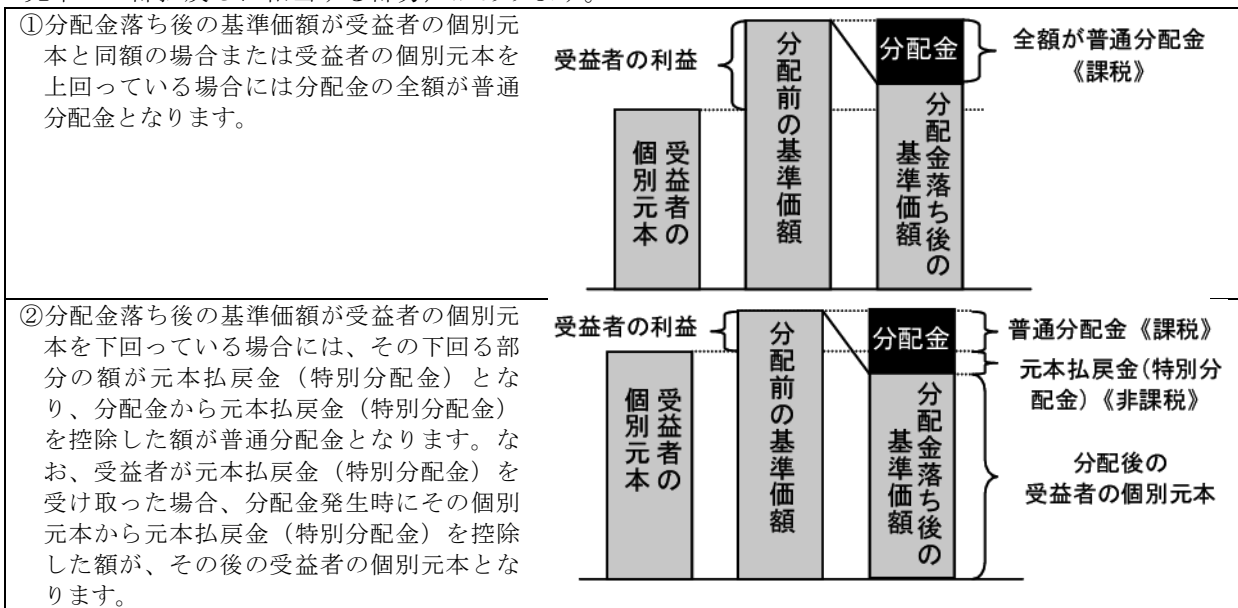 ①分配金落ち後の基準価額が受益者の個別元
本と同額の場合または受益者の個別元本を
上回っている場合には分配金の全額が普通
分配金となります。
受益者の利益
受益者の
個別元本
分配前の基準価額
分配金
分配金落ち後の
基準価額
全額が普通分配金
《課税》
②分配金落ち後の基準価額が受益者の個別元
本を下回っている場合には、その下回る部
分の額が元本払戻金（特別分配金）とな
り、分配金から元本払戻金（特別分配金）
を控除した額が普通分配金となります。な
お、受益者が元本払戻金（特別分配金）を
受け取った場合、分配金発生時にその個別
元本から元本払戻金（特別分配金）を控除
した額が、その後の受益者の個別元本とな
ります。
受益者の利益
受益者の
個別元本
分配前の基準価額
分配金
分配金落ち後の
基準価額
普通分配金《課税》
元本払戻金(特別分
配金)《非課税》
分配後の
受益者の個別元本